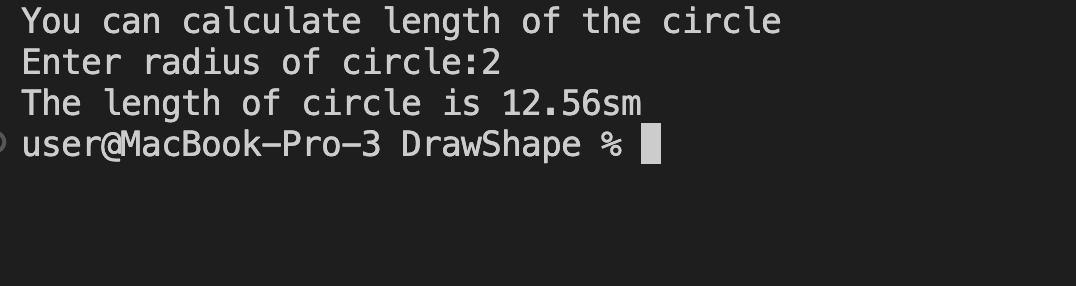 You can calculate length of the circle
Enter radius of circle:2
The length of circle is 12.56sm
user@MacBook-Pro-3 DrawShape %